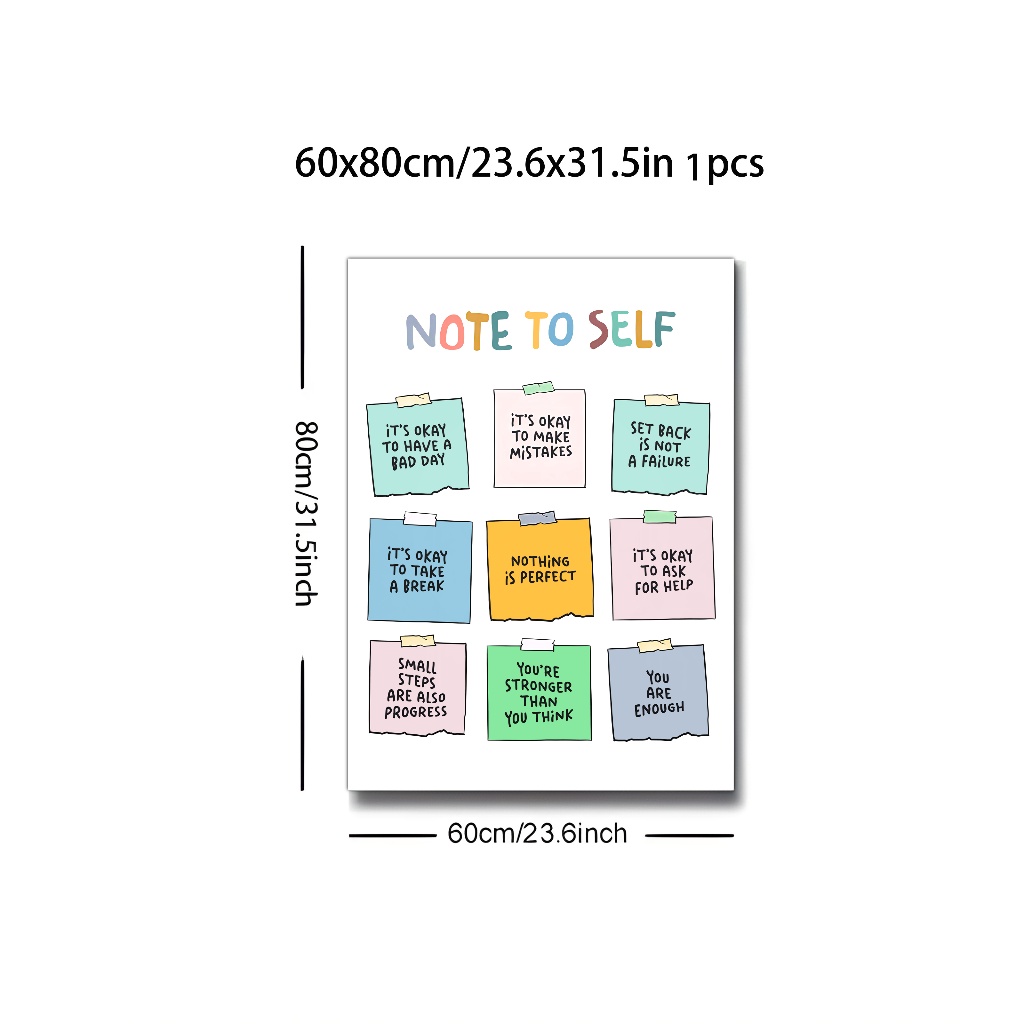 60x80cm/23.6x31.5in 1pcs
80cm/31.5inch
NOTE TO SELF
iT'S OKAY
TO HAVE A
BAD DAY
iT'S OKAY
TO MAKE
MiSTAKES
SET BACK
iS NOT
A FAiLURE
iT'S OKAY
TO TAKE
A BREAK
NOTHiNG
iS PERFECT
iT'S OKAY
TO ASK
FOR HELP
SMALL
STEPS
ARE ALSO
PROGRESS
YOU'RE
STRONGER
THAN
YOU THiNK
YOU
ARE
ENOUGH
60cm/23.6inch